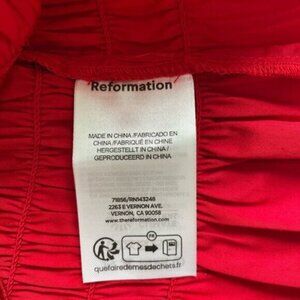 Reformation
MADE IN CHINA /FABRICADO EN
CHINA /FABRIQUÉ EN CHINE
HERGESTELLT IN CHINA /
GEPRODUCEERD IN CHINA
71856/RN143248
2263 E VERNON AVE.
VERNON, CA 90058
www.thereformation.com
FR
quefairedemesdechets.fr